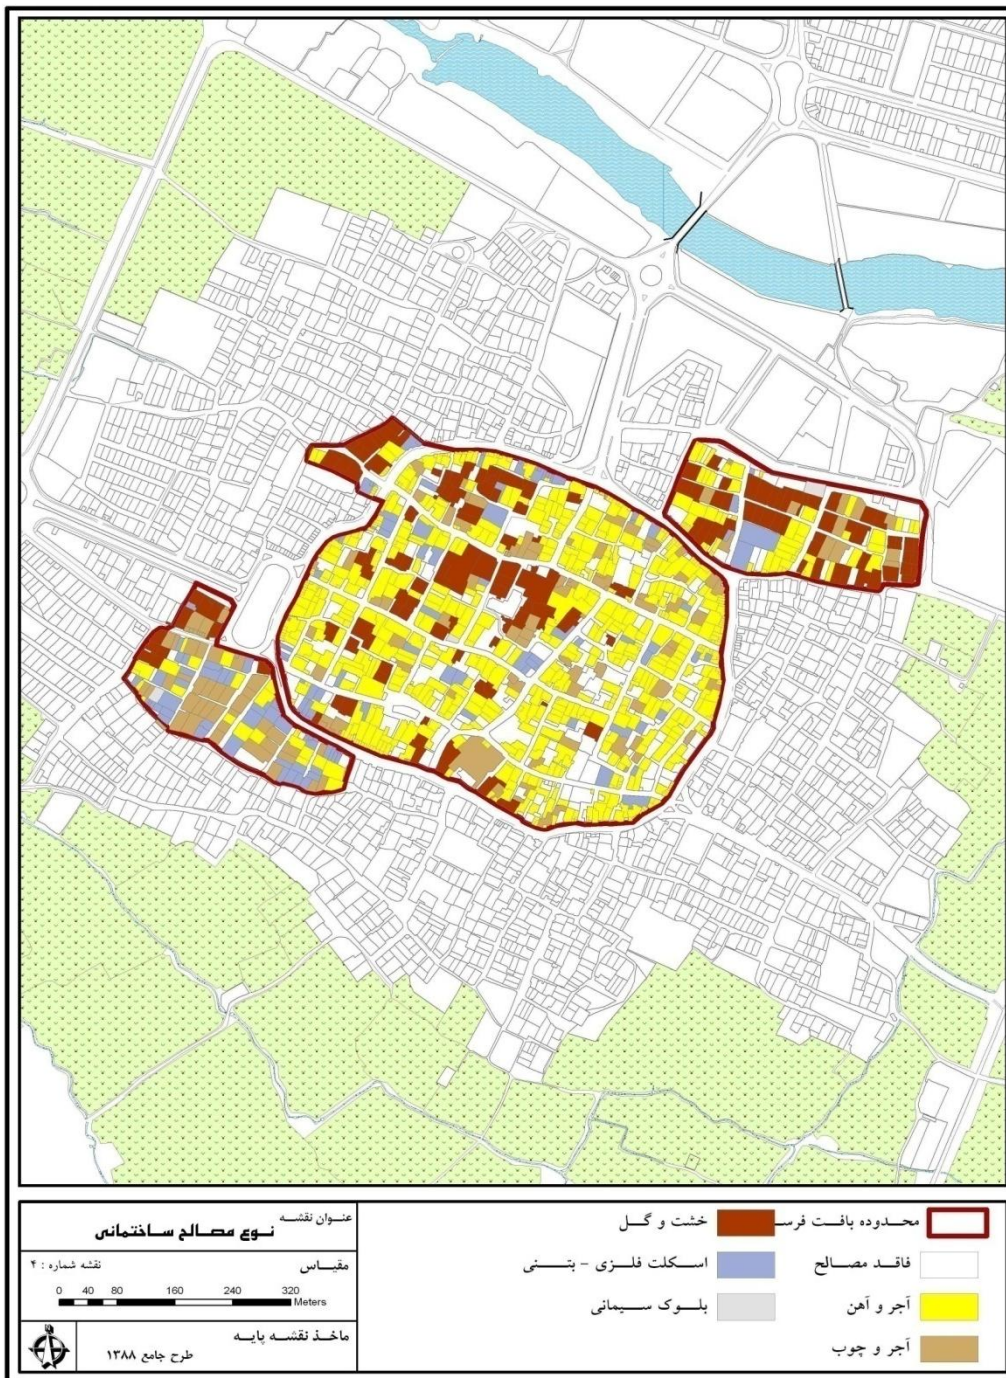 عنوان نقشه
نوع مصالح ساختمانی
مقیاس
نقشه شماره : ۴
0 40 80 160 240 320
Meters
ماخذ نقشه پایه
طرح جامع ۱۳۸۸
محدوده بافت فرسـ
فاقد مصالح
آجر و آهن
آجر و چوب
خشت و گل
اسکلت فلزی - بتنی
بلوک سیمانی